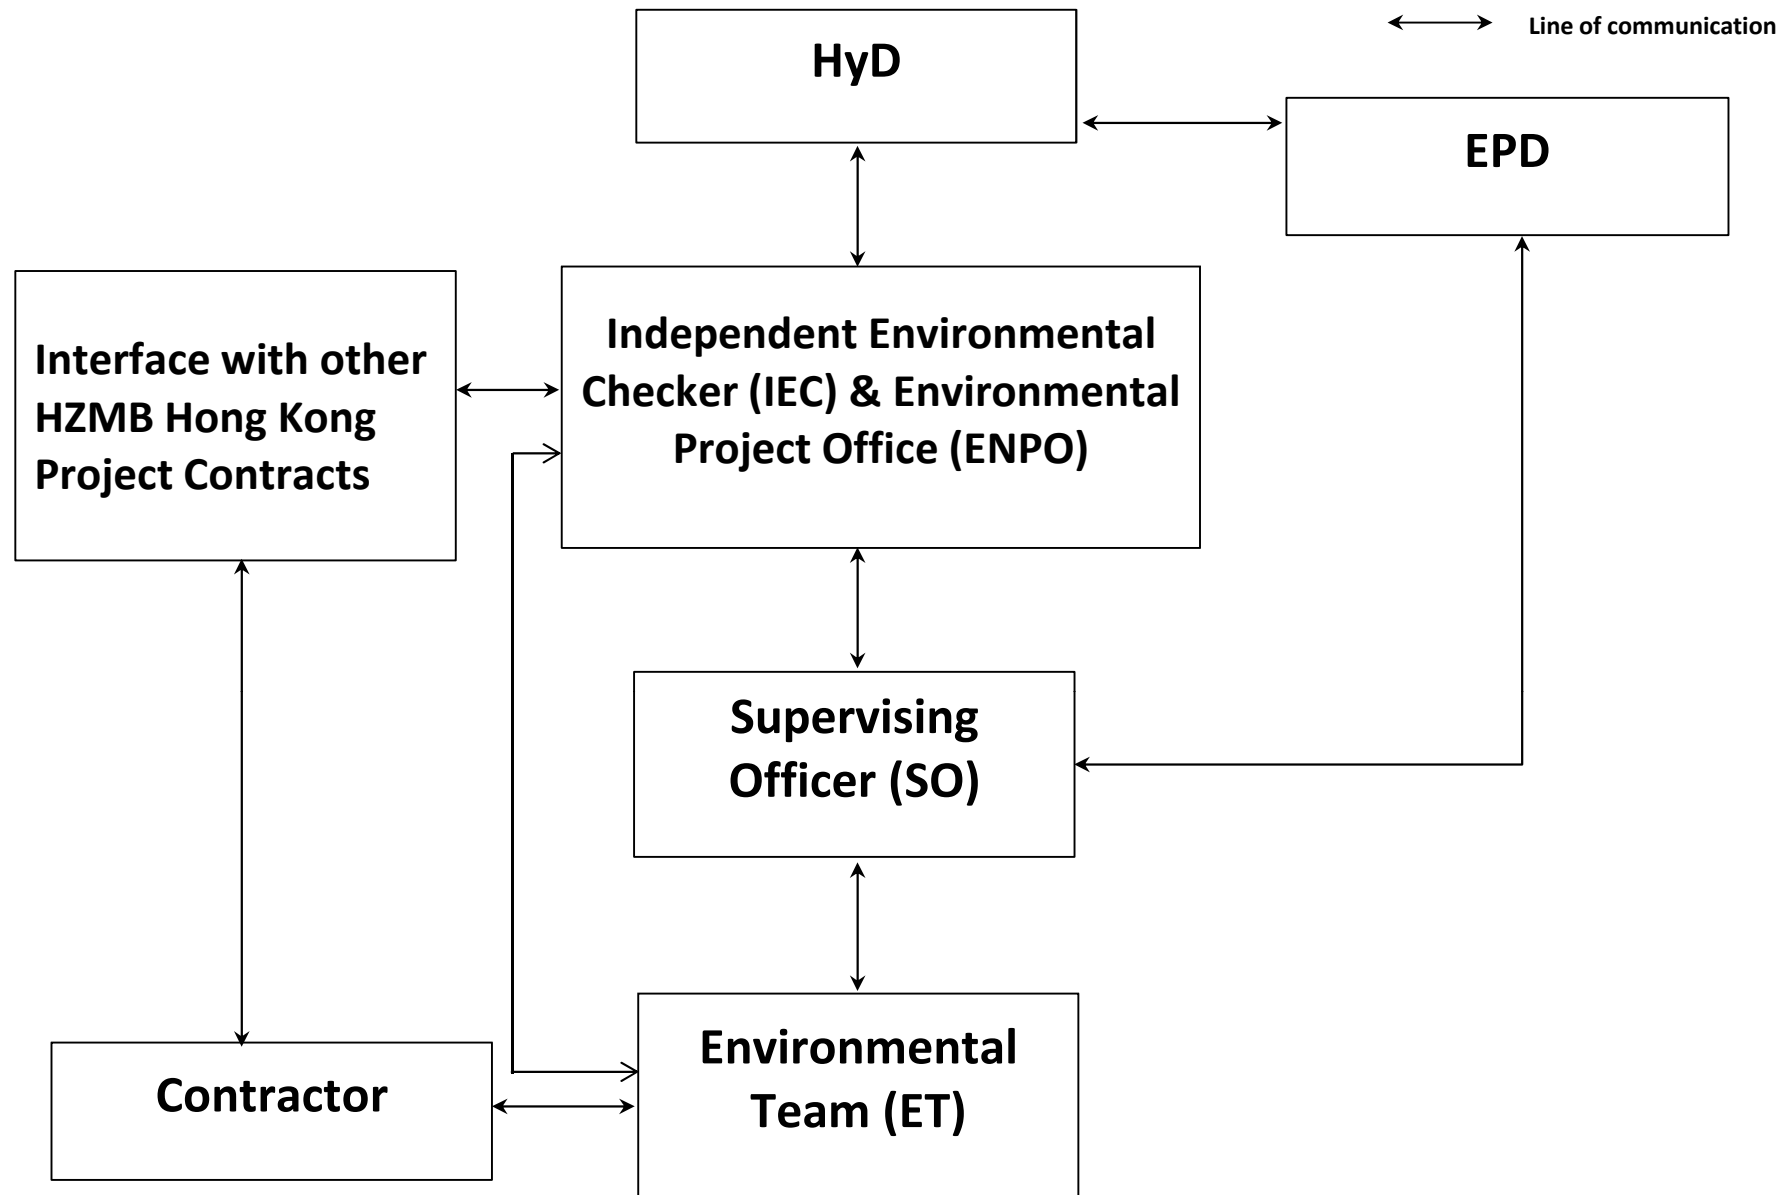 HyD
Line of communication
EPD
Interface with other
HZMB Hong Kong
Project Contracts
Independent Environmental
Checker (IEC) & Environmental
Project Office (ENPO)
Supervising
Officer (SO)
Contractor
Environmental
Team (ET)